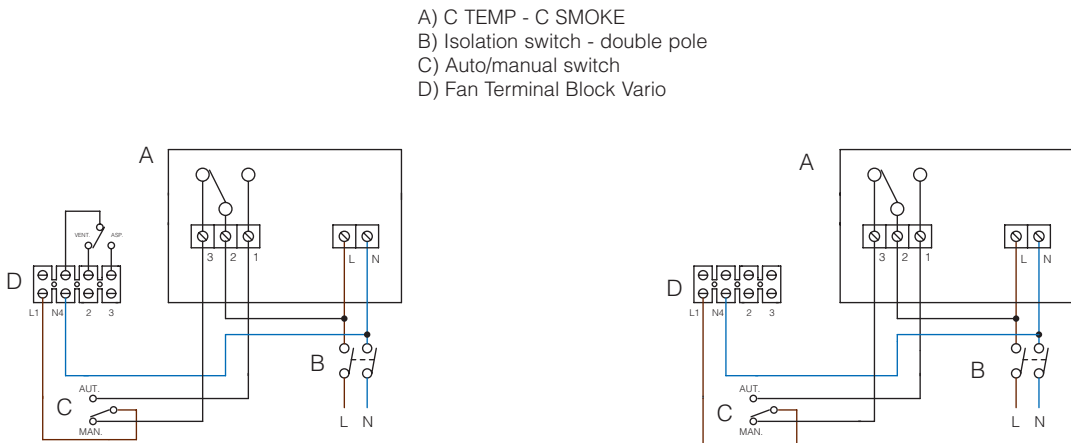 A) C TEMP - C SMOKE
B) Isolation switch - double pole
C) Auto/manual switch
D) Fan Terminal Block Vario
A
VENT. ASP.
3 2 1 L N
D
L1 N4 2 3
B
AUT.
C
MAN.
L N
A
3 2 1 L N
D
L1 N4 2 3
B
AUT.
C
MAN.
L N